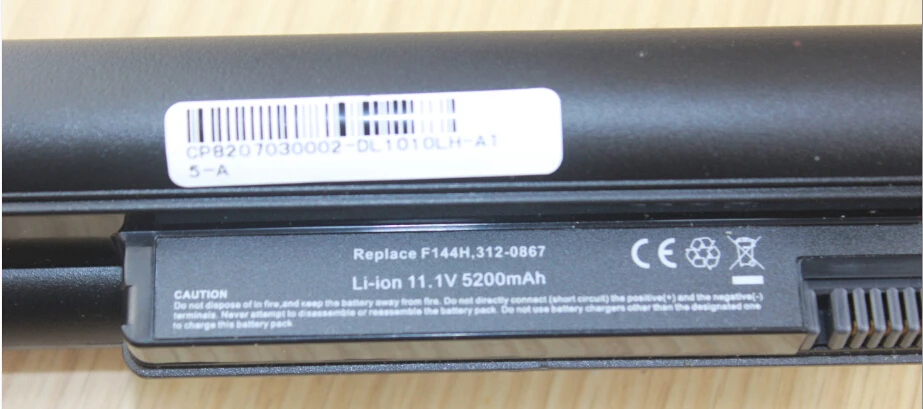 CP8207030002-DL1010LH-AI
5-A
Replace F144H,312-0867
Li-ion 11.1V 5200mAh
CE
CAUTION
Do not dispose of in fire,and keep the battery away from fire. Do not directly connect (short circuit) the positive(+) and the negative(-)
terminals. Never attempt to disassemble or reassemble the battery pack. Do not use battery chargers other than the designated one
to charge this battery pack